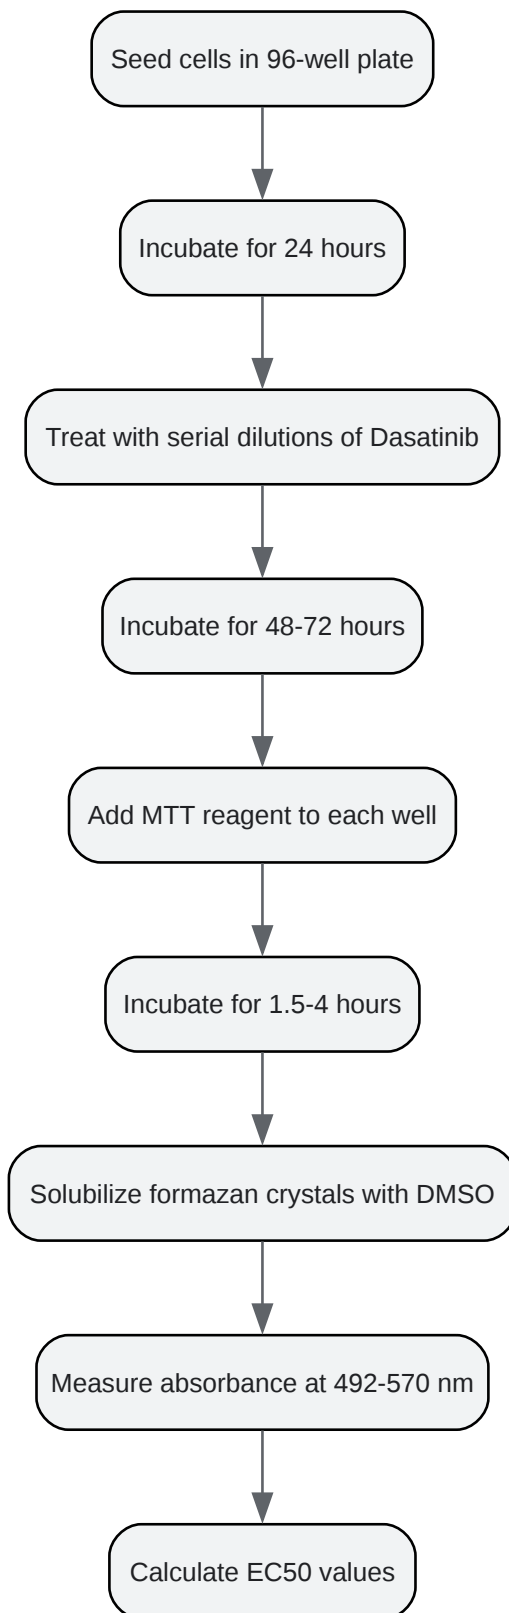 Seed cells in 96-well plate
Incubate for 24 hours
Treat with serial dilutions of Dasatinib
Incubate for 48-72 hours
Add MTT reagent to each well
Incubate for 1.5-4 hours
Solubilize formazan crystals with DMSO
Measure absorbance at 492-570 nm
Calculate EC50 values